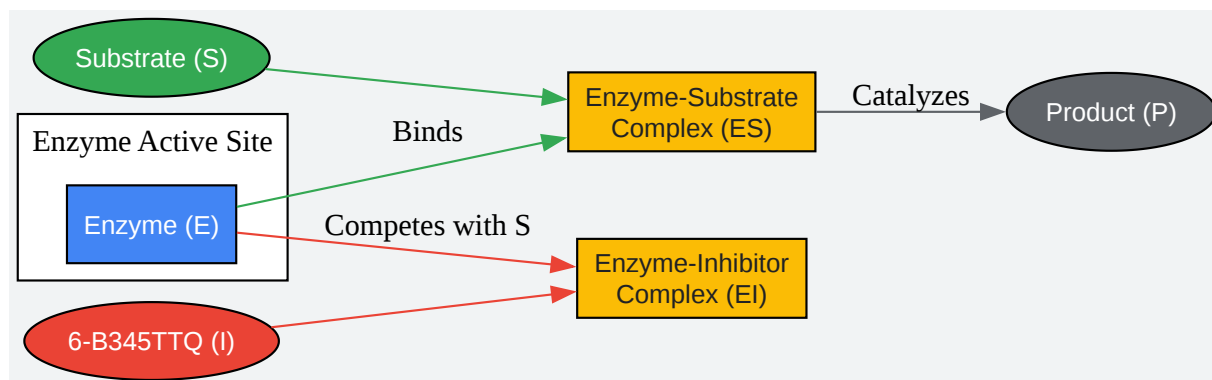 Substrate (S)
Enzyme Active Site
Enzyme (E)
6-B345TTQ (I)
Binds
Competes with S
Enzyme-Substrate
Complex (ES)
Enzyme-Inhibitor
Complex (EI)
Catalyzes
Product (P)